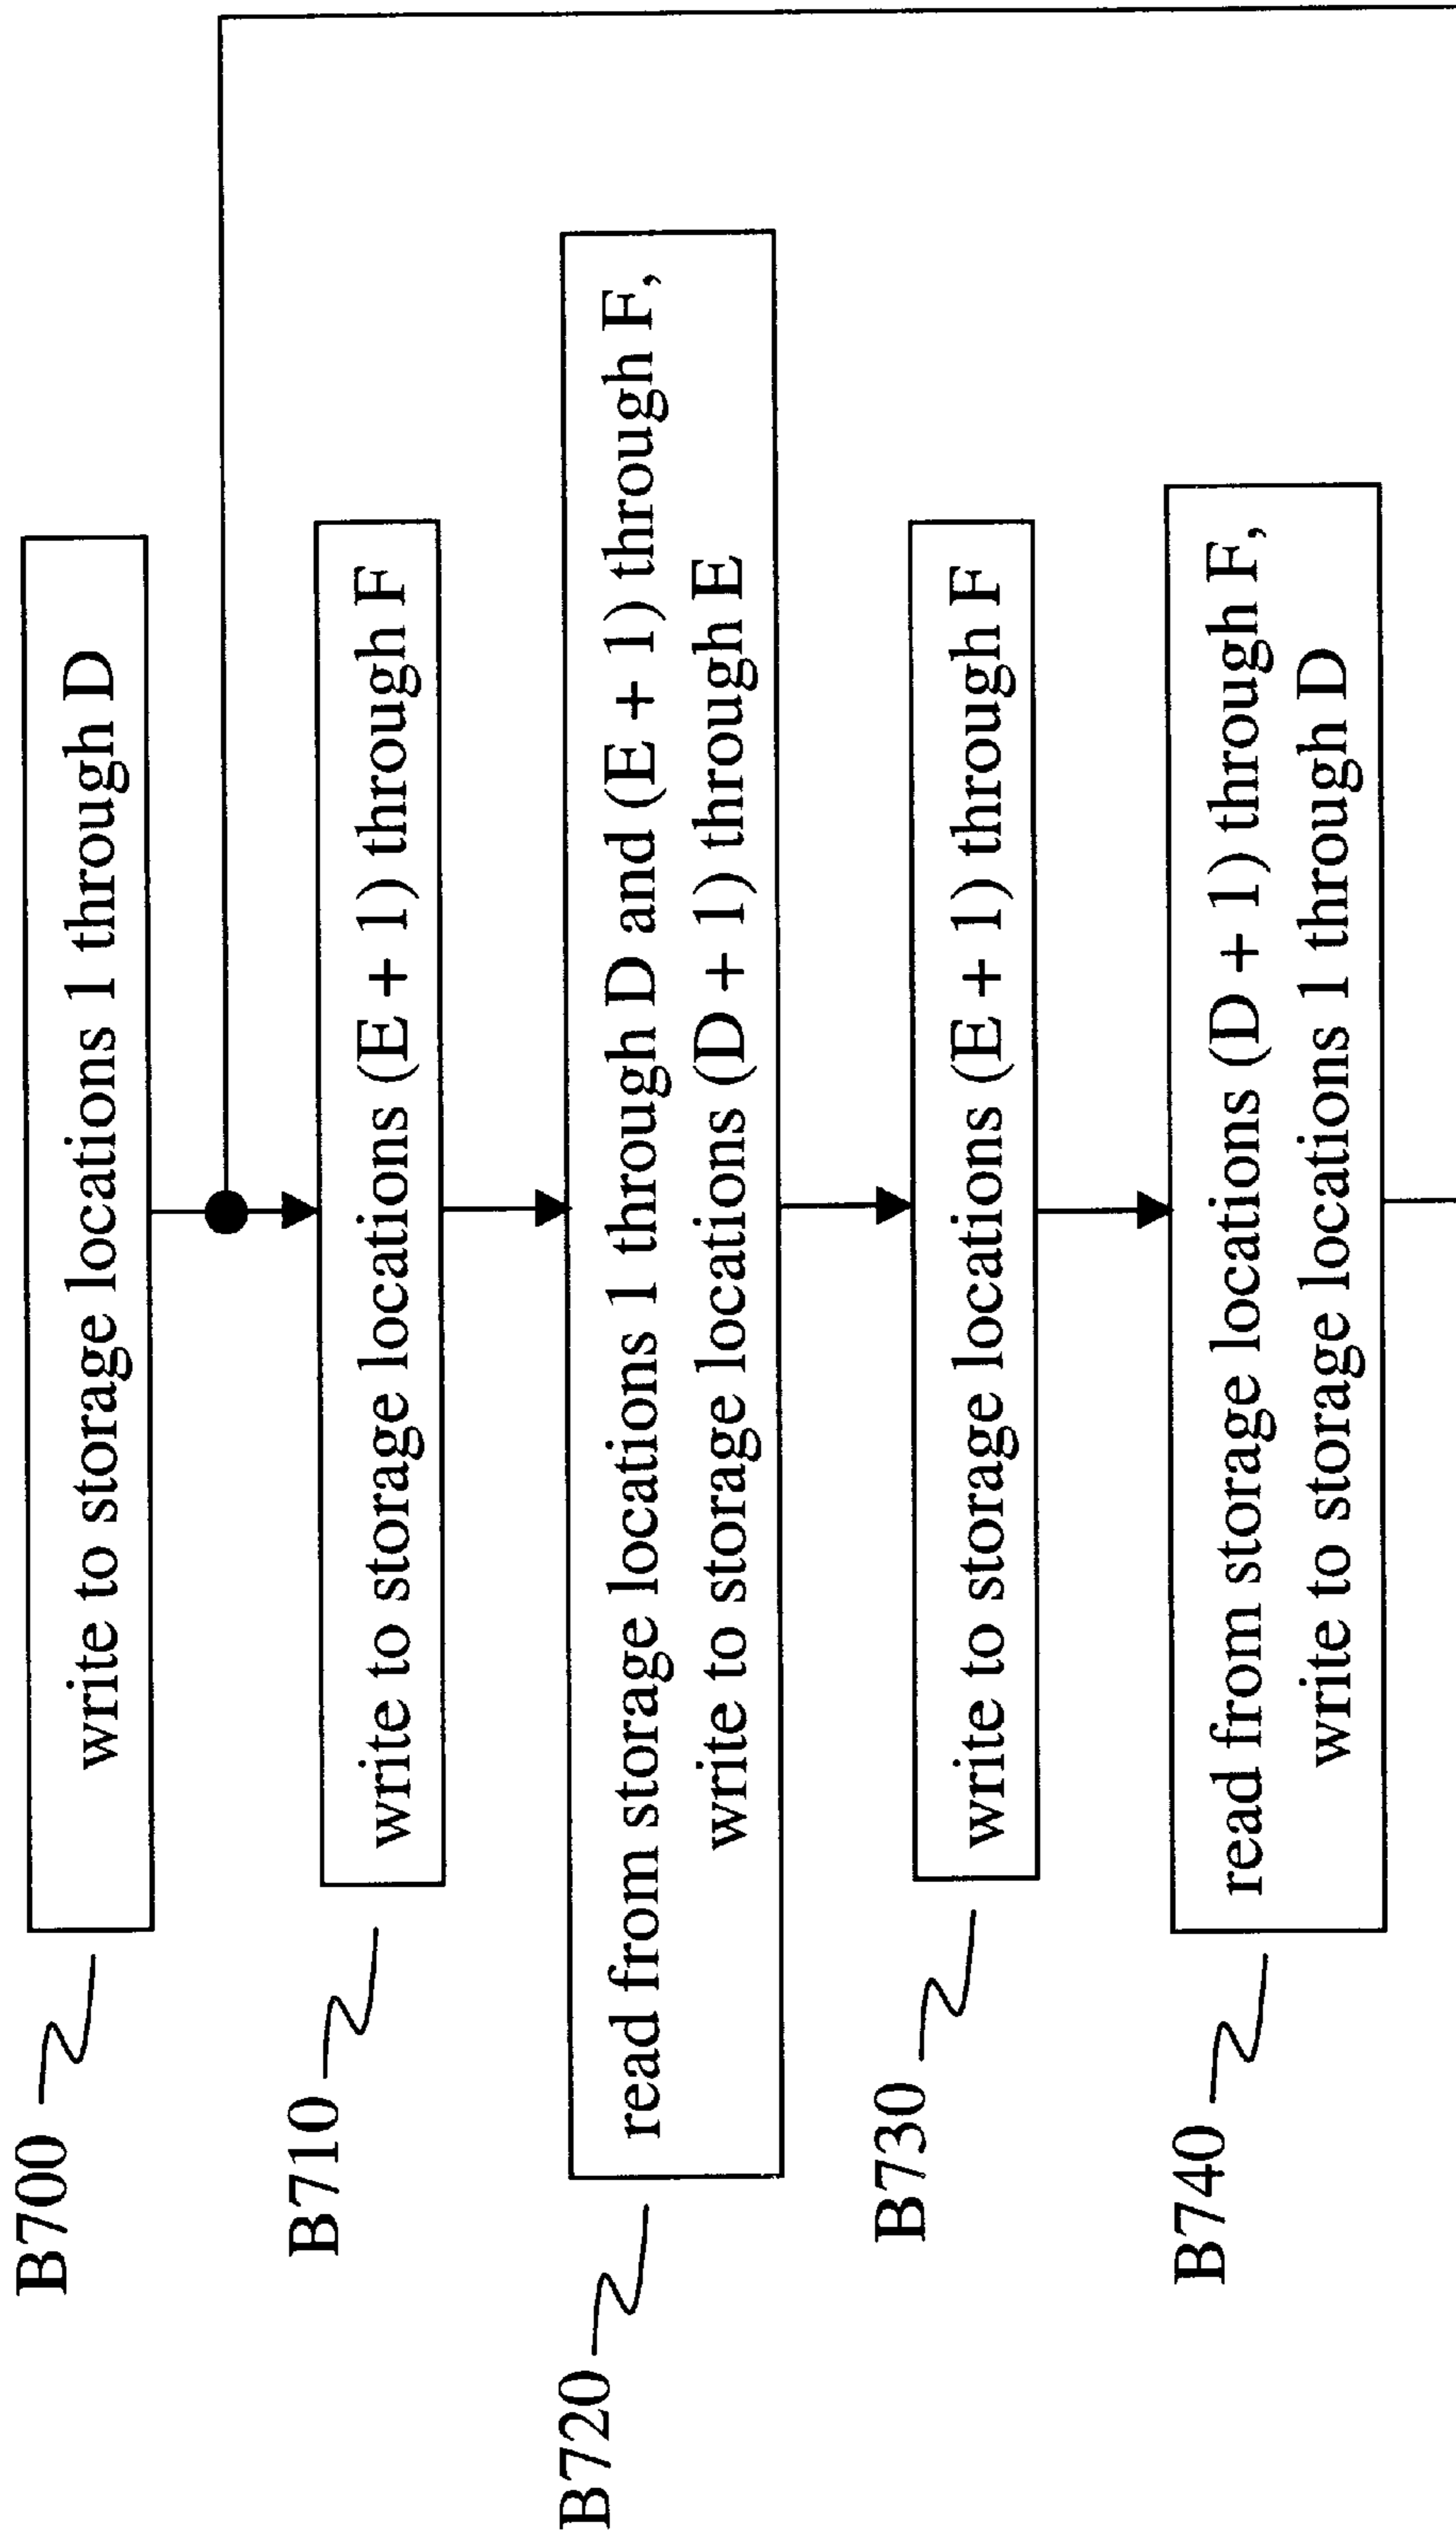 B700
write to storage locations 1 through D
B710
write to storage locations (E + 1) through F
B720
read from storage locations 1 through D and (E + 1) through F,
write to storage locations (D + 1) through E
B730
write to storage locations (E + 1) through F
B740
read from storage locations (D + 1) through F,
write to storage locations 1 through D